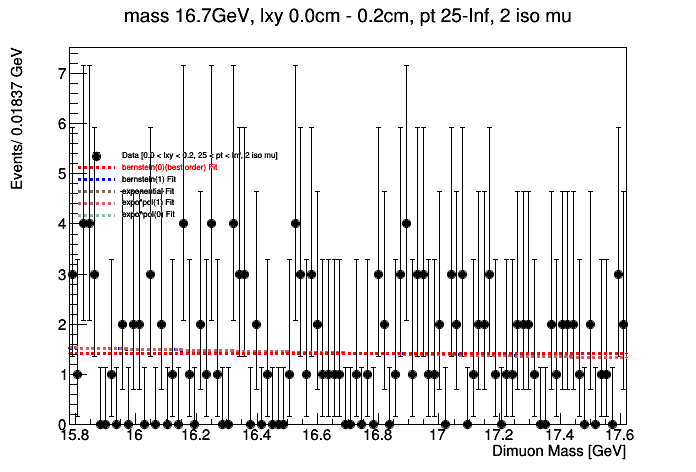 mass 16.7GeV, lxy 0.0cm - 0.2cm, pt 25-Inf, 2 iso mu
Events/ 0.01837 GeV
7
6
5
4
3
2
1
0
Data [0.0 < lxy < 0.2, 25 < pt < Inf, 2 iso mu]
bernstein(0)(best order) Fit
bernstein(1) Fit
exponential Fit
expo*pol(1) Fit
expo*pol(0) Fit
15.8 16 16.2 16.4 16.6 16.8 17 17.2 17.4 17.6
Dimuon Mass [GeV]